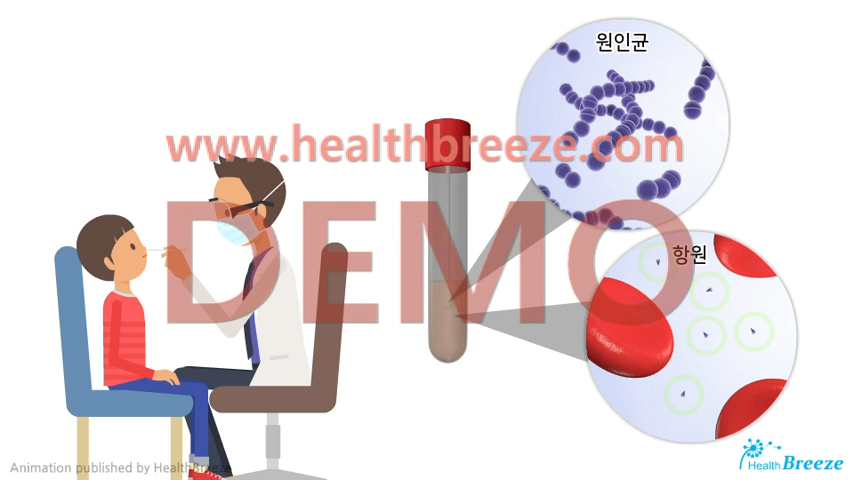 원인균
www.healthbreeze.com
DEMO
항원
Animation published by HealthBreeze
Health Breeze